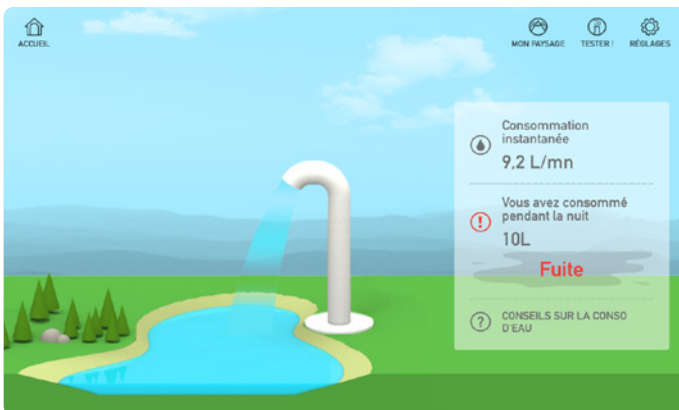 ACCUEIL
MON PAYSAGE
TESTER !
RÉGLAGES
Consommation
instantanée
9,2 L/mn
Vous avez consommé
pendant la nuit
10L
Fuite
CONSEILS SUR LA CONSO
D'EAU